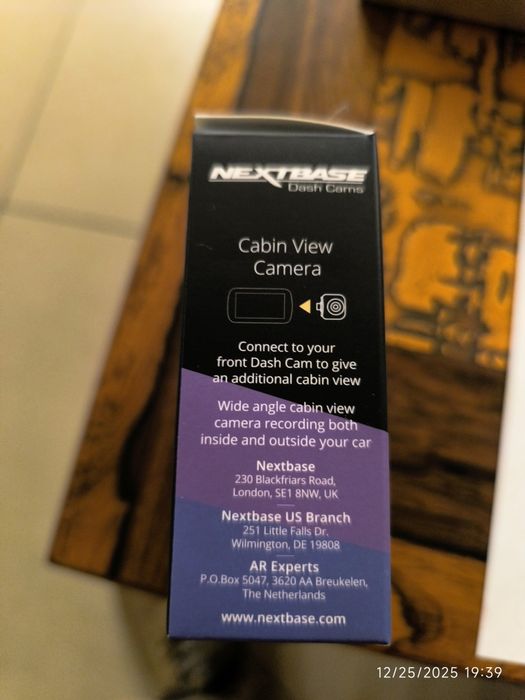 NEXTBASE
Dash Cams
Cabin View
Camera
Connect to your
front Dash Cam to give
an additional cabin view
Wide angle cabin view
camera recording both
inside and outside your car
Nextbase
230 Blackfriars Road,
London, SE1 8NW, UK
Nextbase US Branch
251 Little Falls Dr.
Wilmington, DE 19808
AR Experts
P.O.Box 5047, 3620 AA Breukelen,
The Netherlands
www.nextbase.com
12/25/2025 19:39